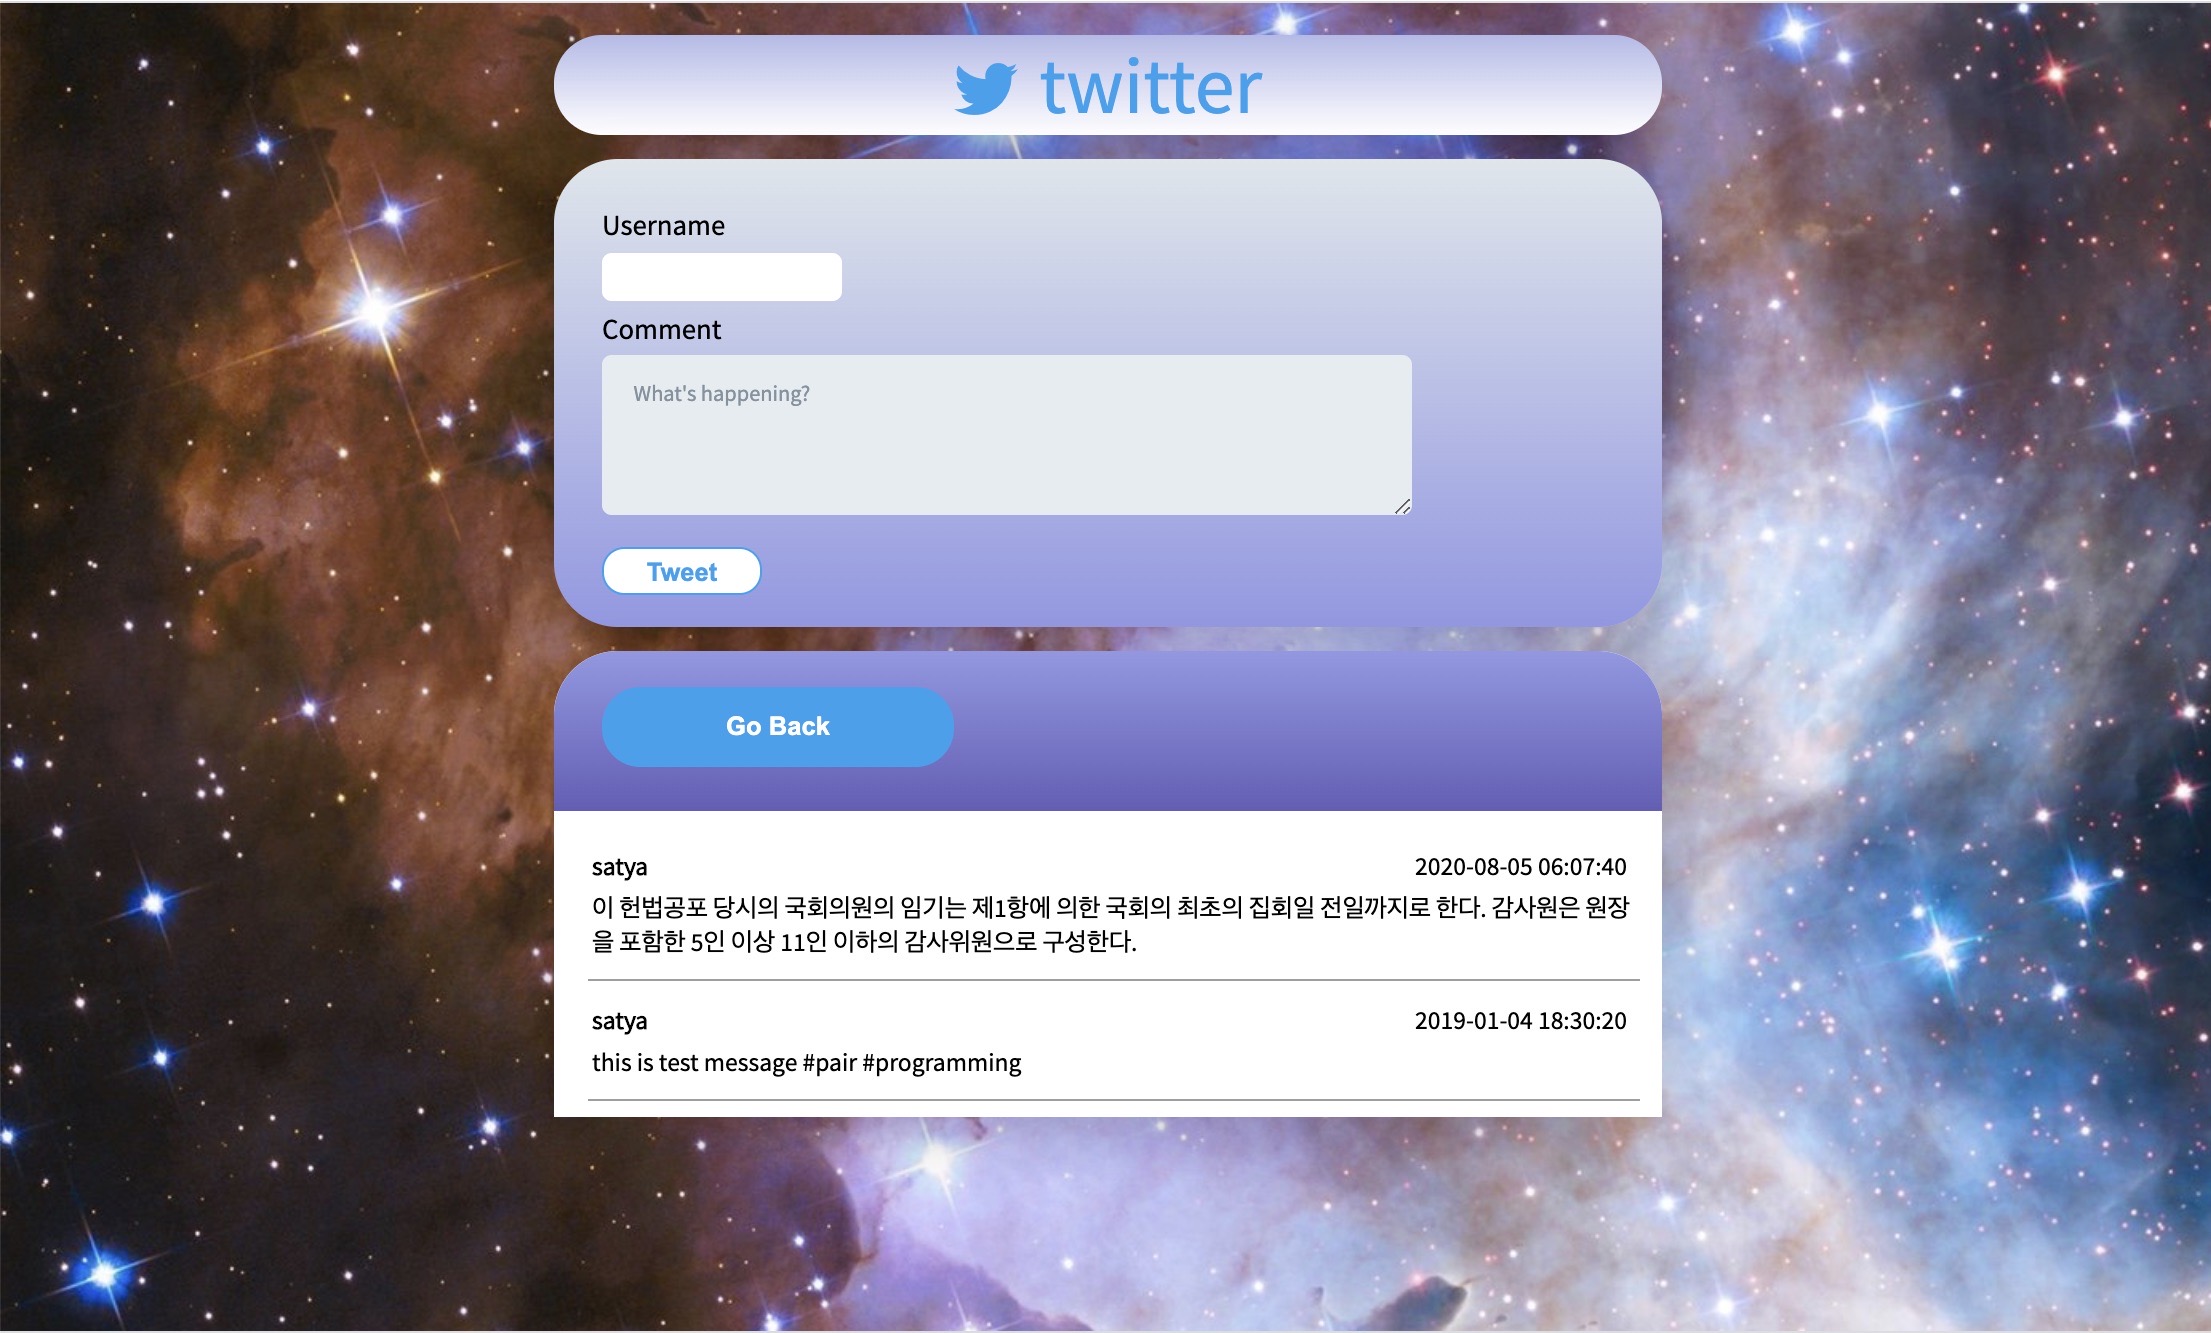 twitter
Username
Comment
What's happening?
Tweet
Go Back
satya 2020-08-05 06:07:40
이 헌법공포 당시의 국회의원의 임기는 제1항에 의한 국회의 최초의 집회일 전일까지로 한다. 감사원은 원장
을 포함한 5인 이상 11인 이하의 감사위원으로 구성한다.
satya 2019-01-04 18:30:20
this is test message #pair #programming